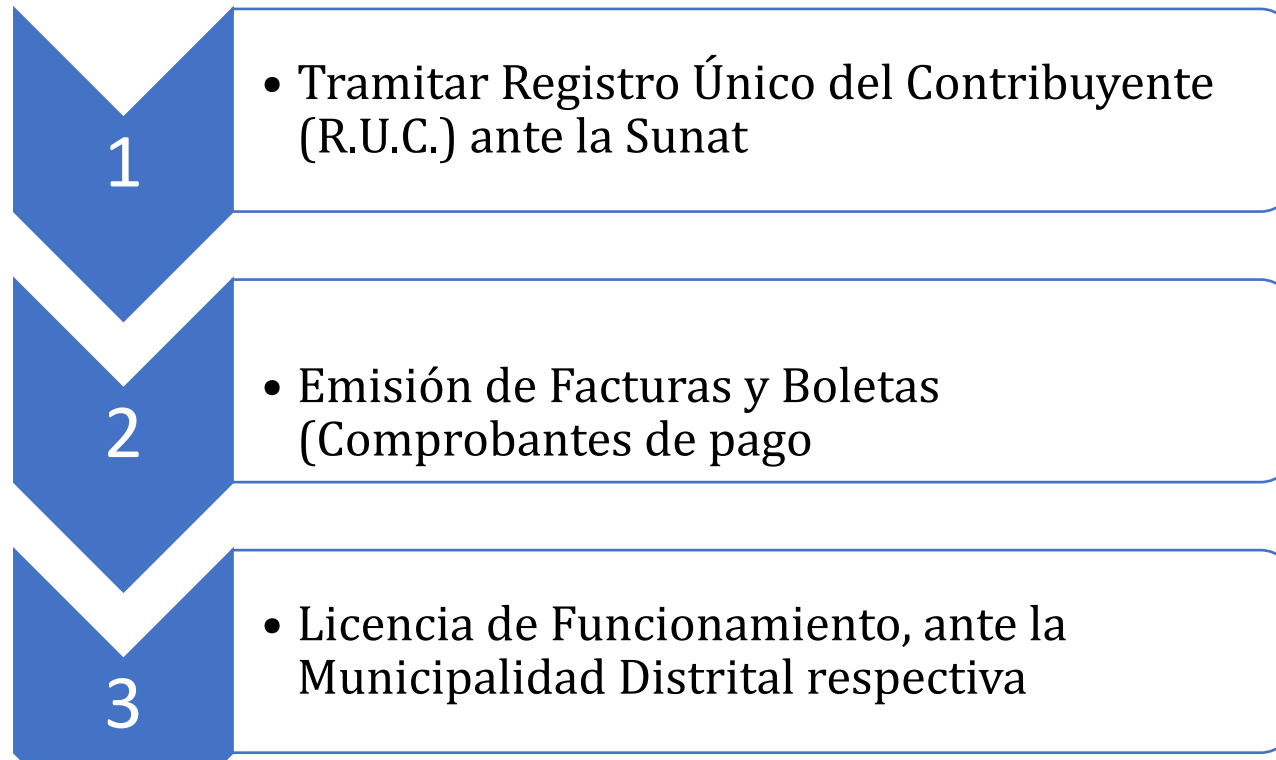 1
• Tramitar Registro Único del Contribuyente
(R.U.C.) ante la Sunat
2
• Emisión de Facturas y Boletas
(Comprobantes de pago
3
• Licencia de Funcionamiento, ante la
Municipalidad Distrital respectiva